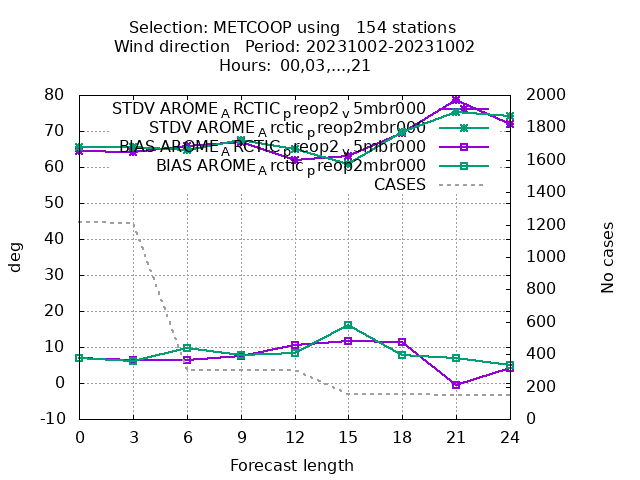 Selection: METCOOP using   154 stations
Wind direction   Period: 20231002-20231002
Hours: 00,03,...,21
STDV AROME_ARCTIC_preop2_v5mbr000
STDV AROME_Arctic_preop2mbr000
BIAS AROME_ARCTIC_preop2_v5mbr000
BIAS AROME_Arctic_preop2mbr000
CASES
80
70
60
50
40
30
20
10
0
-10
deg
2000
1800
1600
1400
1200
1000
800
600
400
200
0
No cases
0 3 6 9 12 15 18 21 24
Forecast length